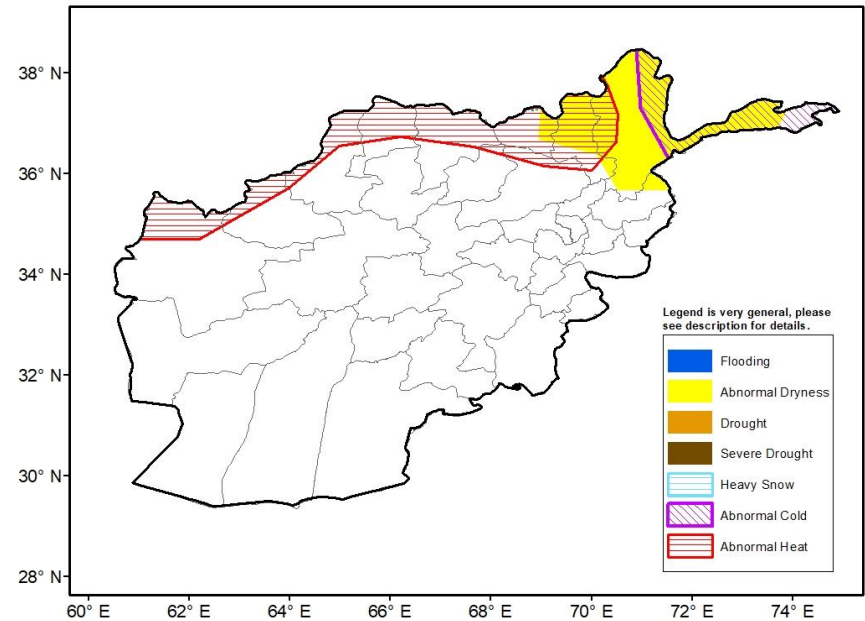 38° N
36° N
34° N
32° N
30° N
28° N
Legend is very general, please
see description for details.
Flooding
Abnormal Dryness
Drought
Severe Drought
Heavy Snow
Abnormal Cold
Abnormal Heat
60° E 62° E 64° E 66° E 68° E 70° E 72° E 74° E